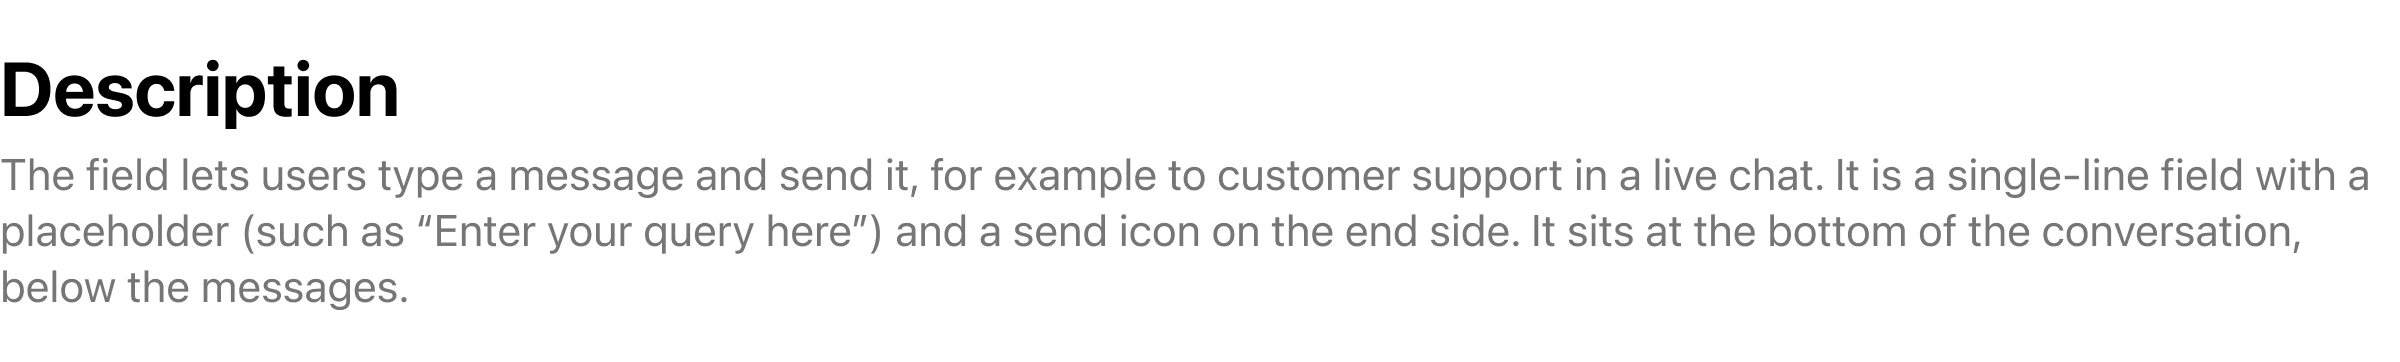 Description
The field lets users type a message and send it, for example to customer support in a live chat. It is a single-line field with a
placeholder (such as “Enter your query here”) and a send icon on the end side. It sits at the bottom of the conversation,
below the messages.